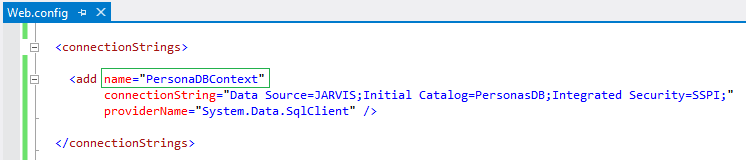 Web.config
<connectionStrings>
<add name="PersonaDBContext"
connectionString="Data Source=JARVIS;Initial Catalog=PersonasDB;Integrated Security=SSPI;"
providerName="System.Data.SqlClient" />
</connectionStrings>